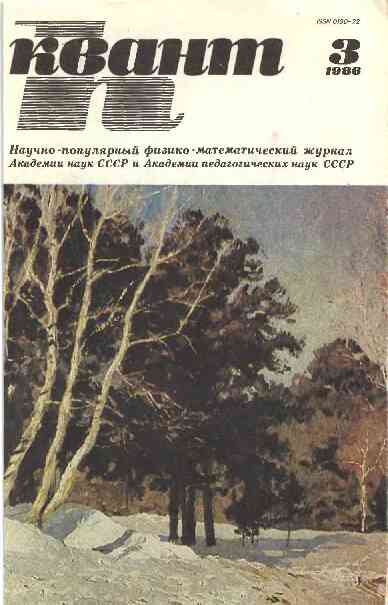 ISSN 0130-22
квант
3
1986
Научно-популярный физико-математический журнал
Академии наук СССР и Академии педагогических наук СССР